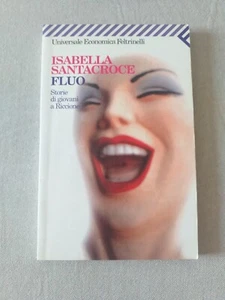 Universale Economica Feltrinelli
ISABELLA
SANTACROCE
FLUO
Storie
di giovani
a Riccione